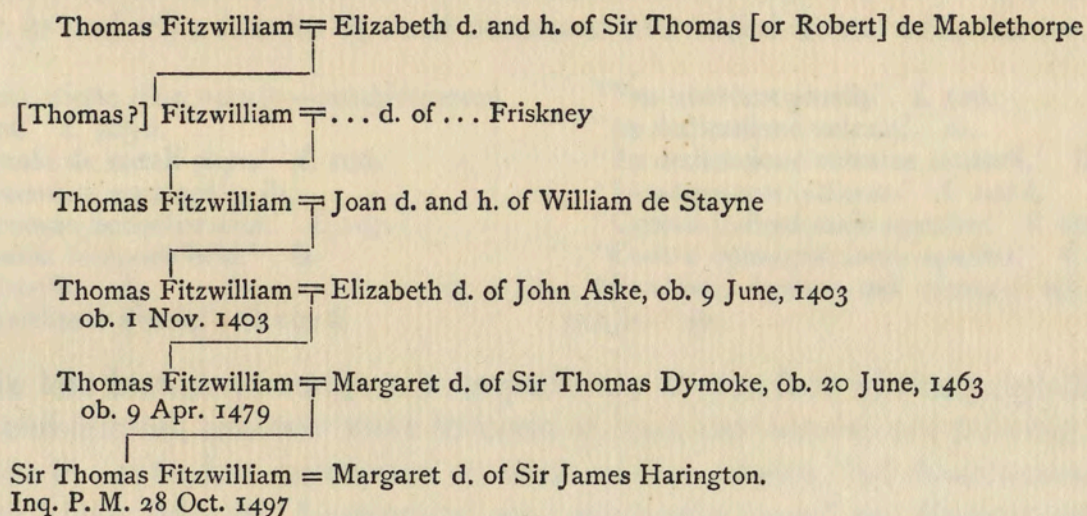 Thomas Fitzwilliam = Elizabeth d. and h. of Sir Thomas [or Robert] de Mablethorpe
[Thomas?] Fitzwilliam = ... d. of ... Friskney
Thomas Fitzwilliam = Joan d. and h. of William de Stayne
Thomas Fitzwilliam = Elizabeth d. of John Aske, ob. 9 June, 1403
ob. 1 Nov. 1403
Thomas Fitzwilliam = Margaret d. of Sir Thomas Dymoke, ob. 20 June, 1463
ob. 9 Apr. 1479
Sir Thomas Fitzwilliam = Margaret d. of Sir James Harington.
Inq. P. M. 28 Oct. 1497